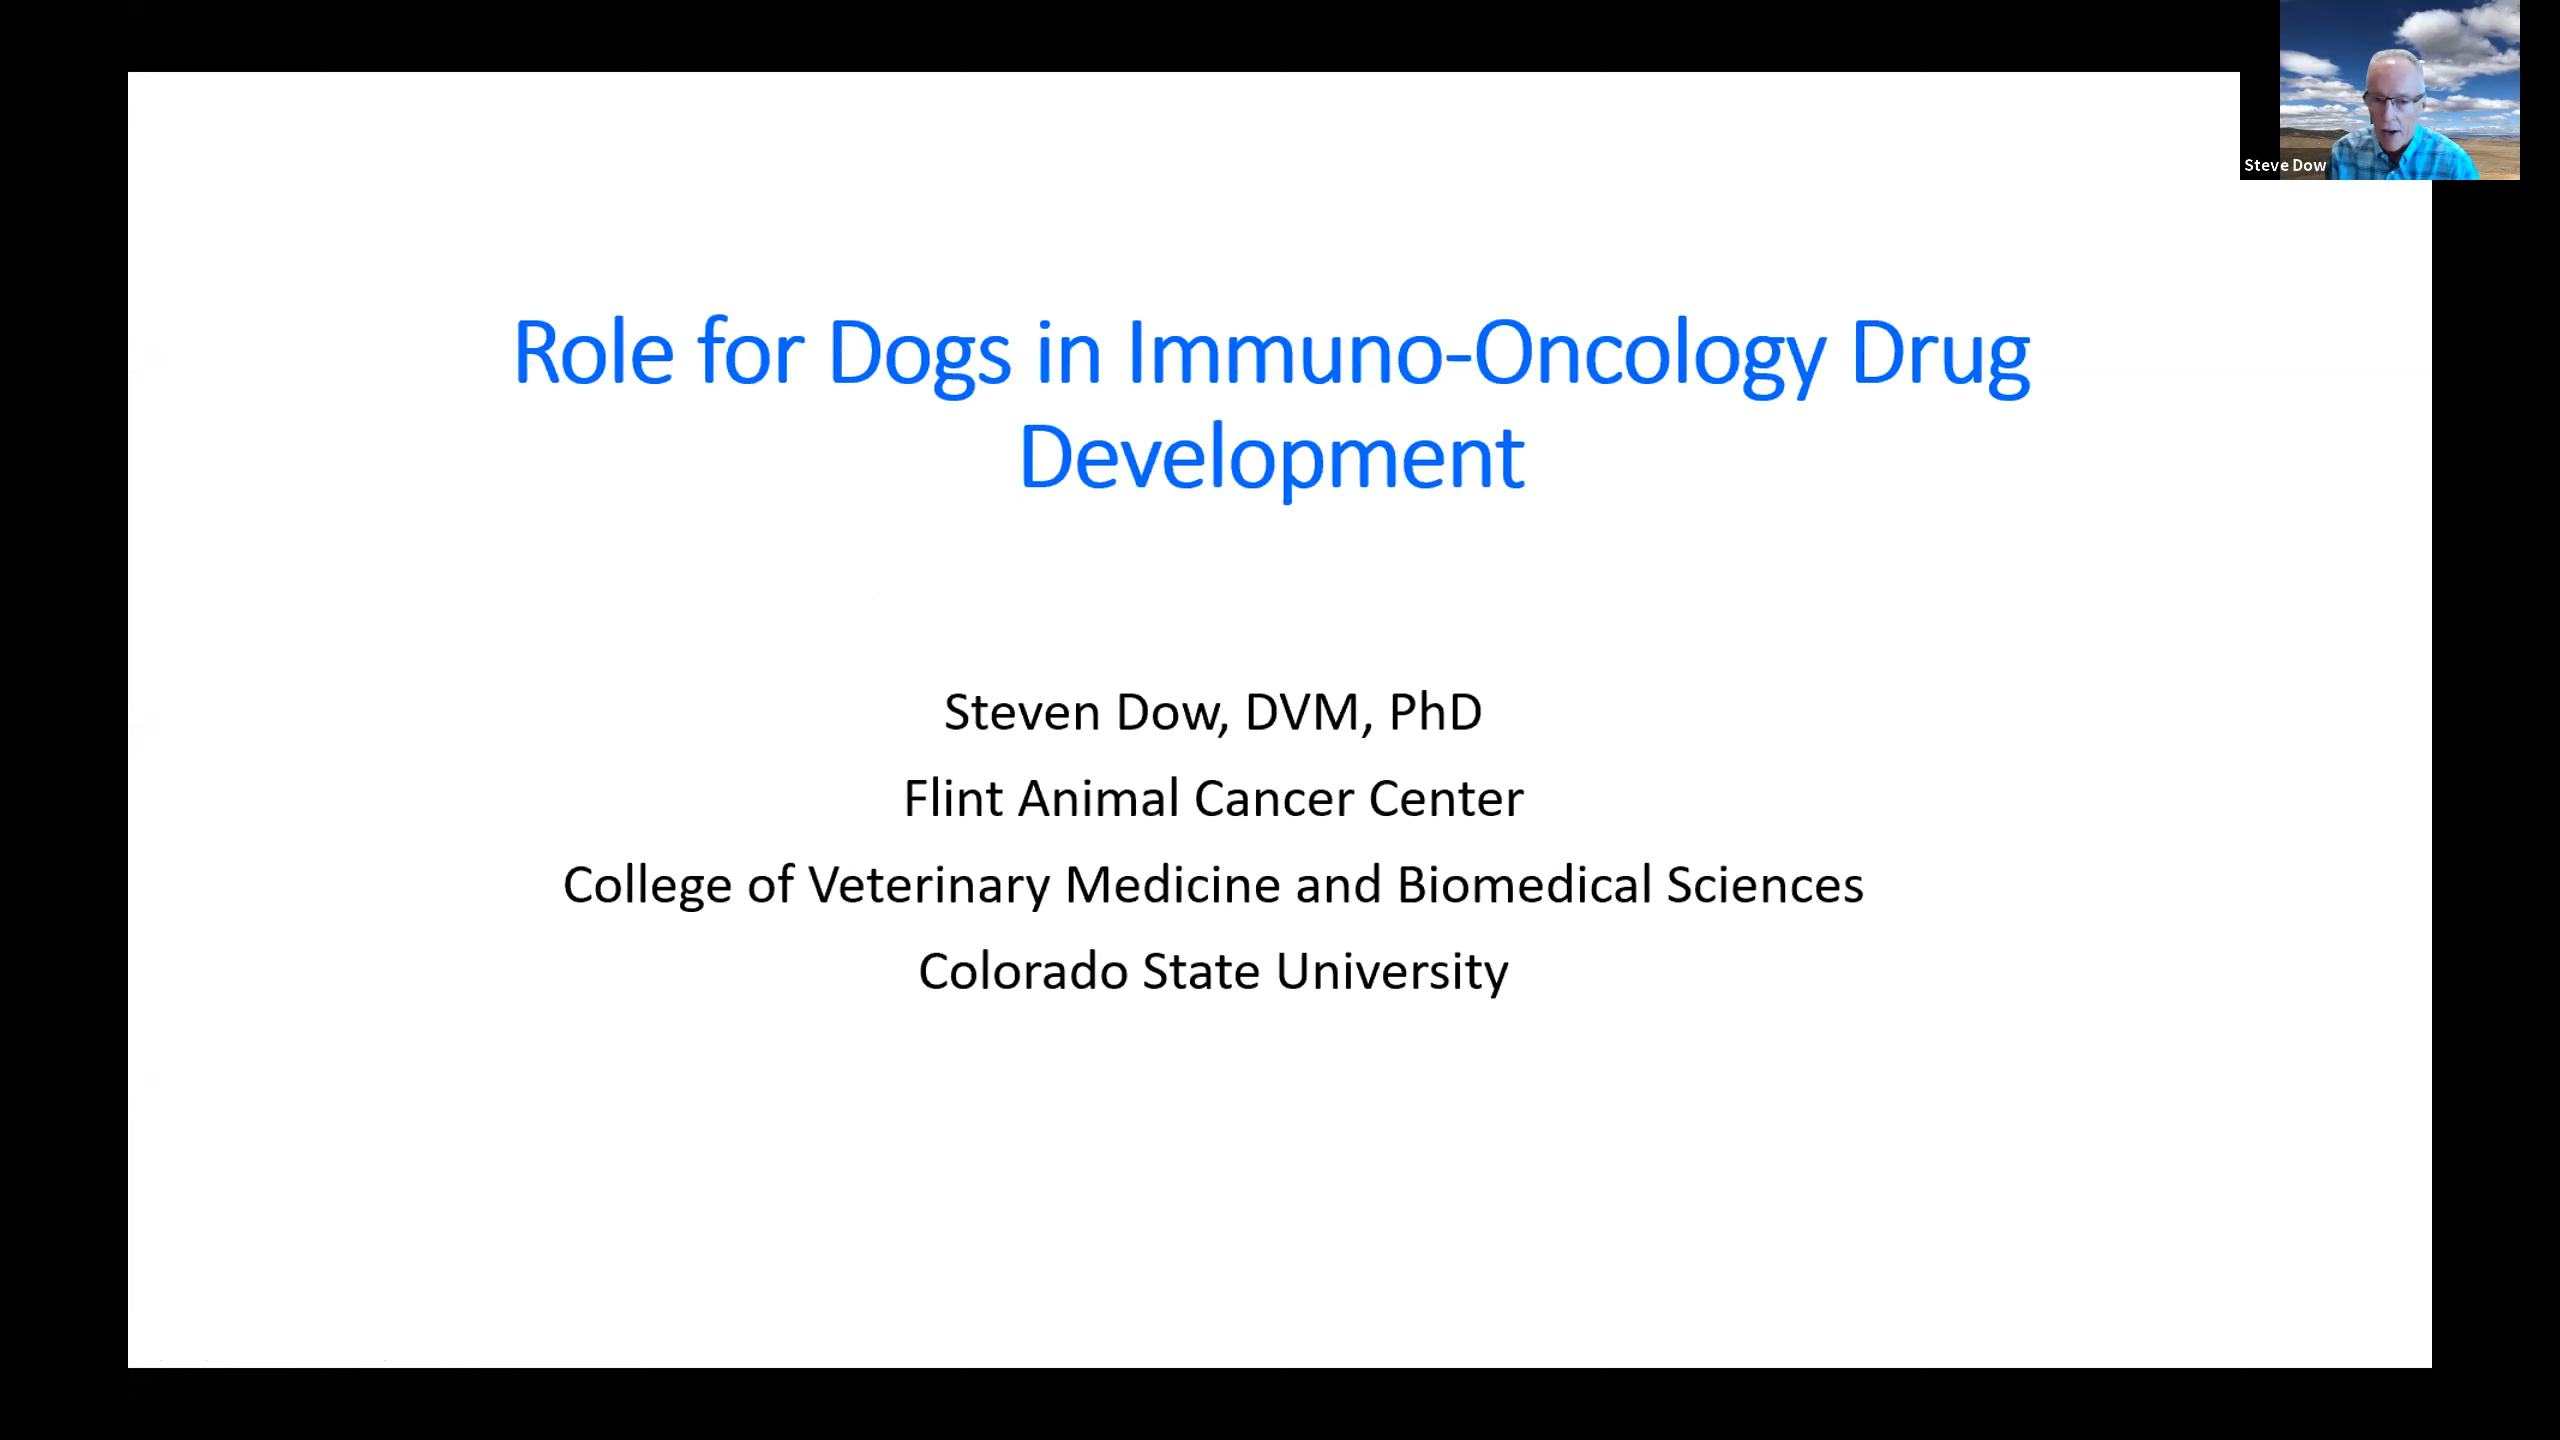 Role for Dogs in Immuno-Oncology Drug
Development
Steven Dow, DVM, PhD
Flint Animal Cancer Center
College of Veterinary Medicine and Biomedical Sciences
Colorado State University
Steve Dow